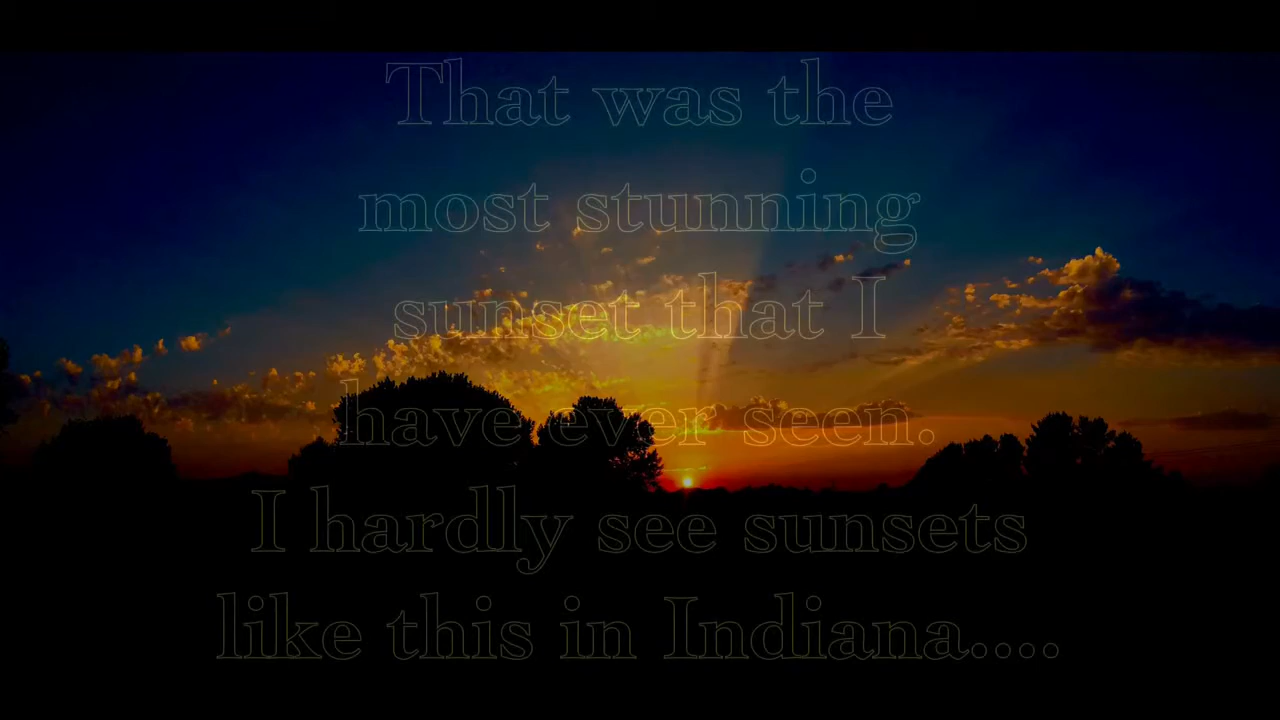 That was the
most stunning
sunset that I
have ever seen.
I hardly see sunsets
like this in Indiana....